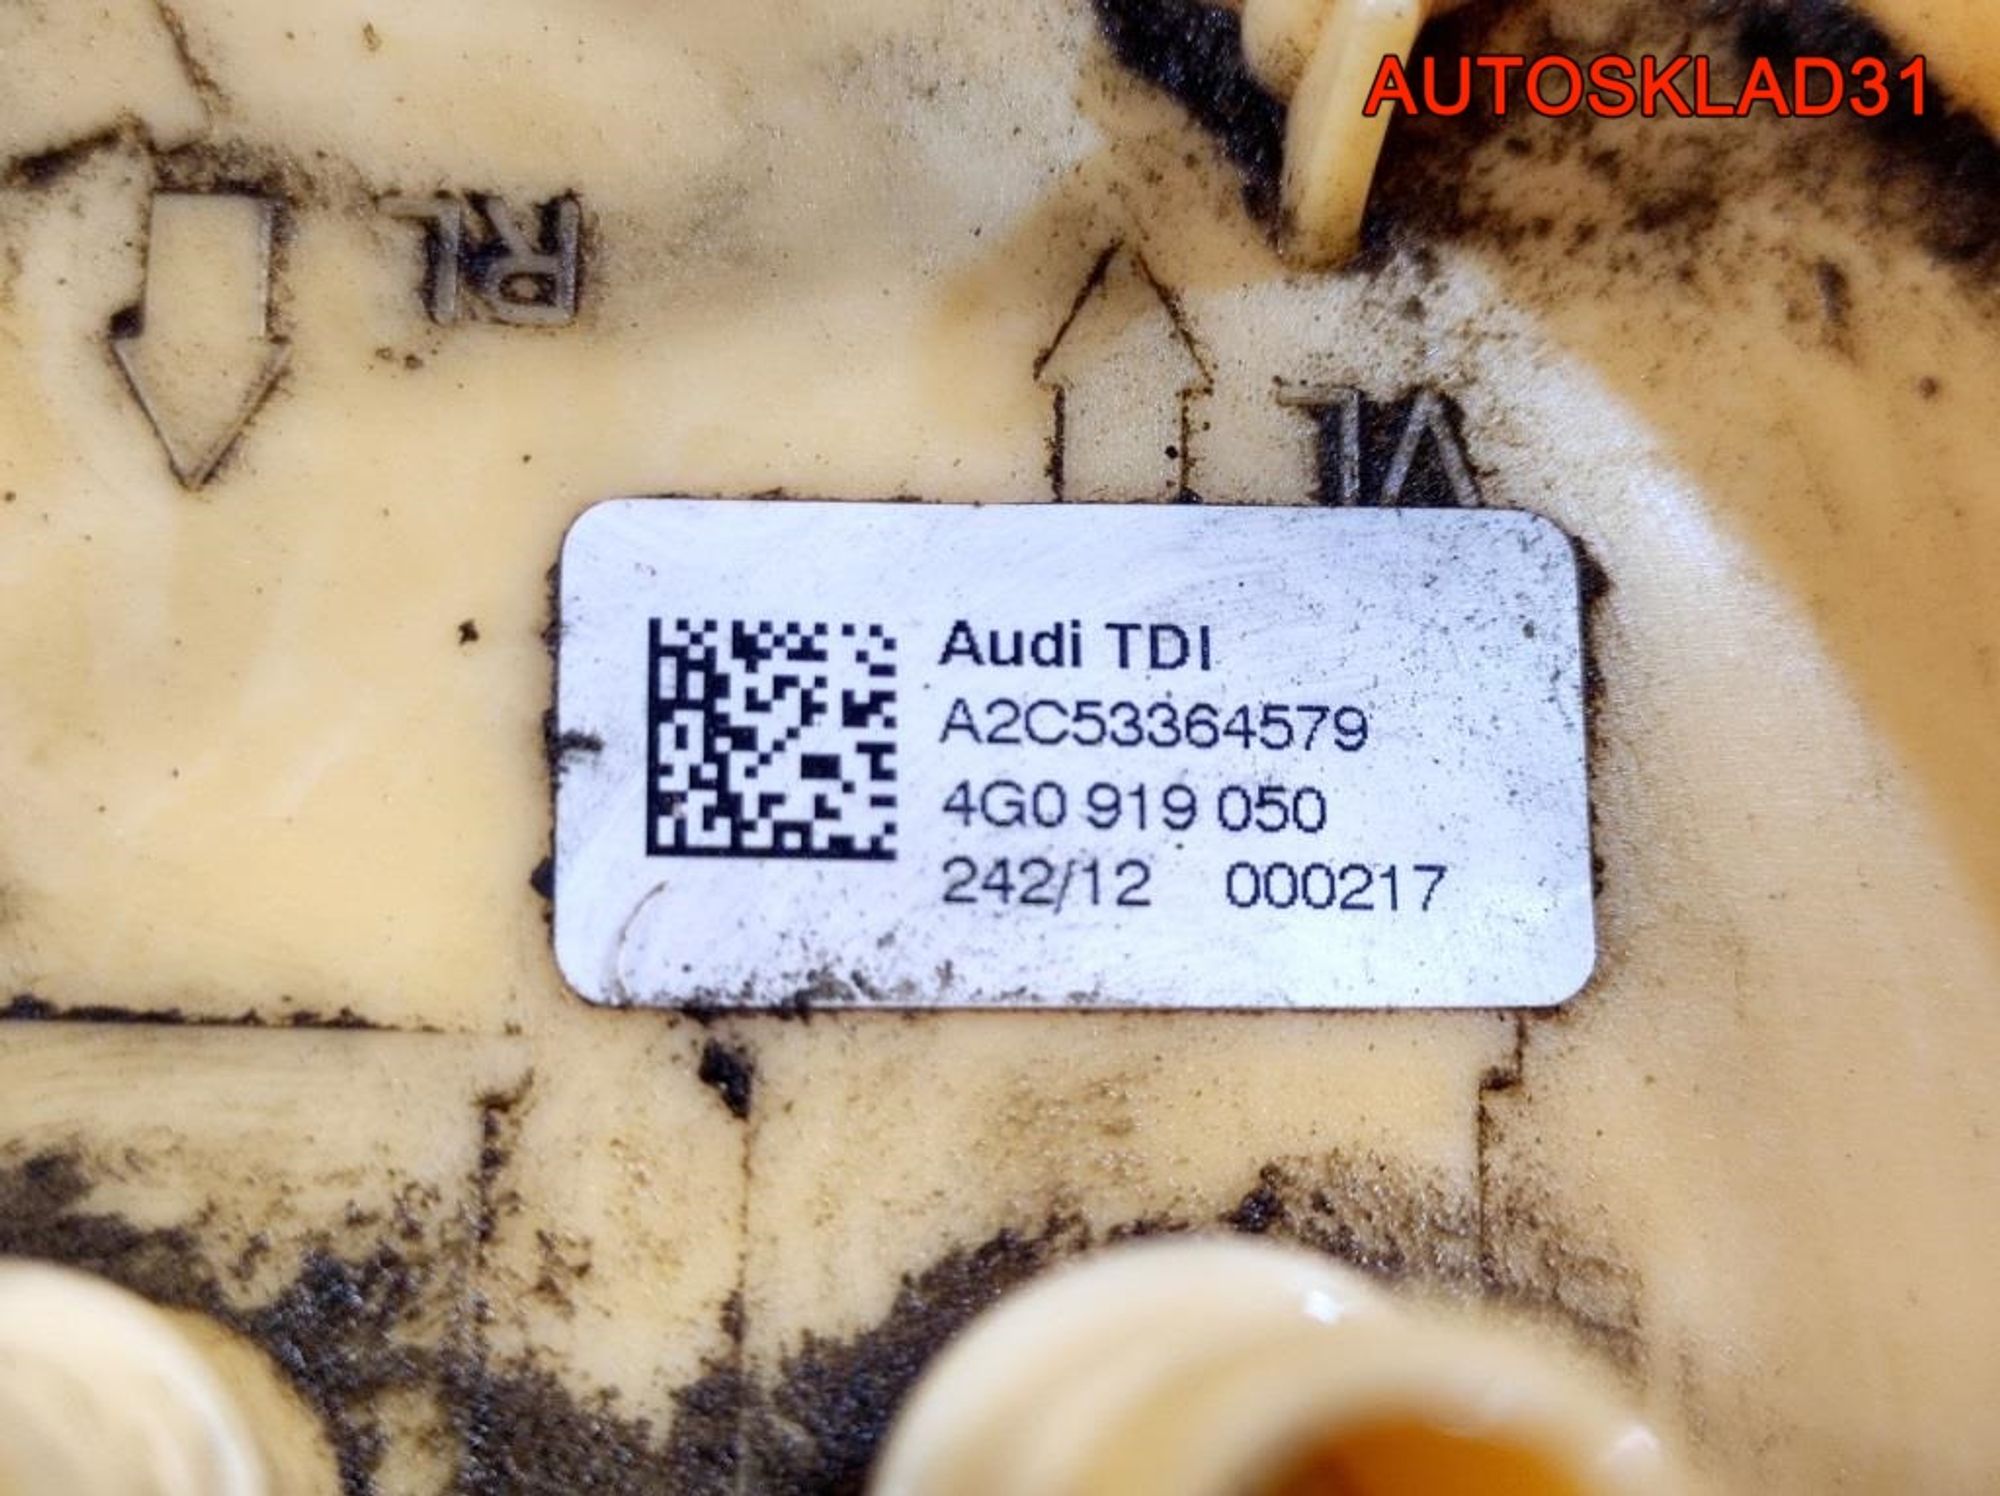 AUTOSKLAD31
RL
VL
Audi TDI
A2C53364579
4G0 919 050
242/12 000217